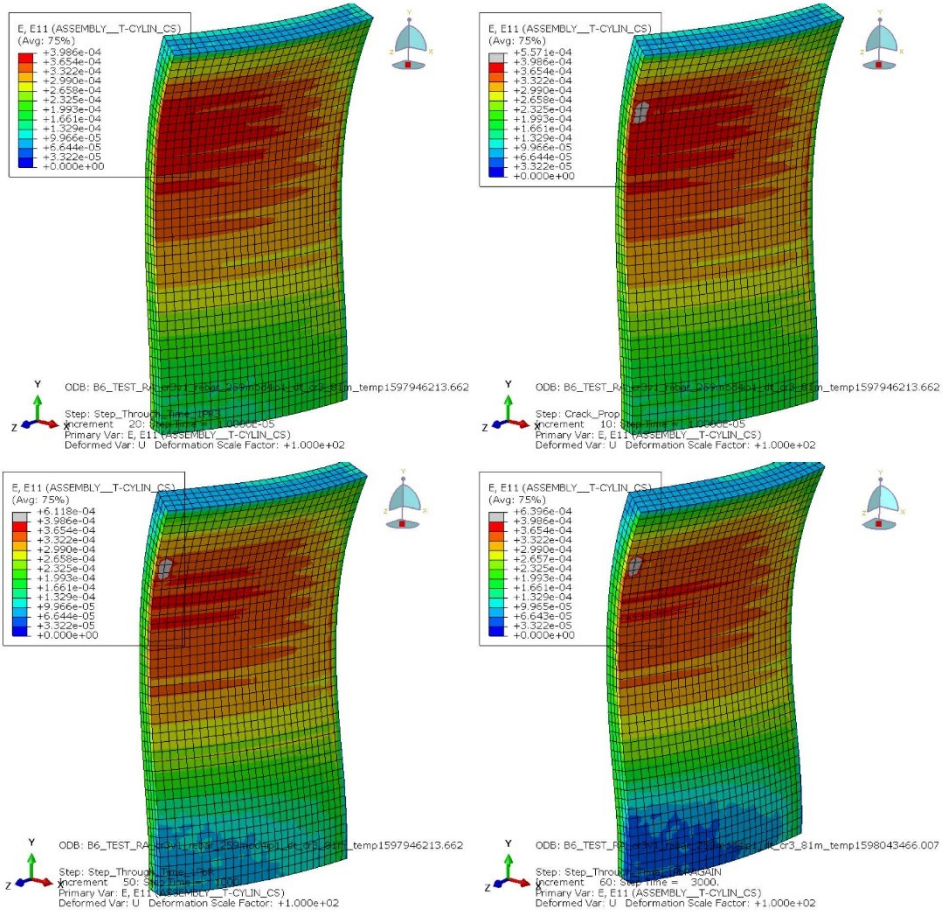 E, E11 (ASSEMBLY__T-CYLIN_CS)
(Avg: 75%)
+3.986e-04
+3.654e-04
+3.322e-04
+2.990e-04
+2.658e-04
+2.325e-04
+1.993e-04
+1.661e-04
+1.329e-04
+9.966e-05
+6.644e-05
+3.322e-05
+0.000e+00
Y
Z X
Y
Z X
ODB: B6_TEST_RA temp1597946213.662
Step: Step_Through_Time
Increment 20: Step Time =
Primary Var: E, E11 (ASSEMBLY__T-CYLIN_CS)
Deformed Var: U Deformation Scale Factor: +1.000e+02
E, E11 (ASSEMBLY__T-CYLIN_CS)
(Avg: 75%)
+5.571e-04
+3.986e-04
+3.654e-04
+3.322e-04
+2.990e-04
+2.658e-04
+2.325e-04
+1.993e-04
+1.661e-04
+1.329e-04
+9.966e-05
+6.644e-05
+3.322e-05
+0.000e+00
Y
Z X
Y
Z X
ODB: B6_TEST_RA temp1597946213.662
Step: Crack_Prop
Increment 10: Step Time =
Primary Var: E, E11 (ASSEMBLY__T-CYLIN_CS)
Deformed Var: U Deformation Scale Factor: +1.000e+02
E, E11 (ASSEMBLY__T-CYLIN_CS)
(Avg: 75%)
+6.118e-04
+3.986e-04
+3.654e-04
+3.322e-04
+2.990e-04
+2.658e-04
+2.325e-04
+1.993e-04
+1.661e-04
+1.329e-04
+9.966e-05
+6.644e-05
+3.322e-05
+0.000e+00
Y
Z X
Y
Z X
ODB: B6_TEST_RA temp1597946213.662
Step: Step_Through_Time
Increment 50: Step Time =
Primary Var: E, E11 (ASSEMBLY__T-CYLIN_CS)
Deformed Var: U Deformation Scale Factor: +1.000e+02
E, E11 (ASSEMBLY__T-CYLIN_CS)
(Avg: 75%)
+6.396e-04
+3.986e-04
+3.654e-04
+3.322e-04
+2.990e-04
+2.657e-04
+2.325e-04
+1.993e-04
+1.661e-04
+1.329e-04
+9.965e-05
+6.643e-05
+3.322e-05
+0.000e+00
Y
Z X
Y
Z X
ODB: B6_TEST_RA cr3_81m_temp1598043466.007
Step: Step_Through_Time
Increment 60: Step Time = 3000.
Primary Var: E, E11 (ASSEMBLY__T-CYLIN_CS)
Deformed Var: U Deformation Scale Factor: +1.000e+02